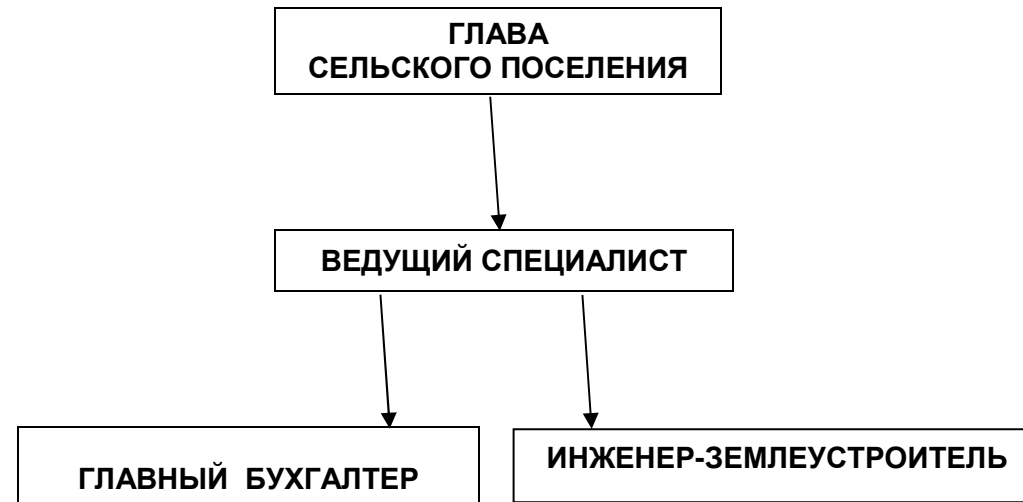 ГЛАВА
СЕЛЬСКОГО ПОСЕЛЕНИЯ
ВЕДУЩИЙ СПЕЦИАЛИСТ
ГЛАВНЫЙ БУХГАЛТЕР
ИНЖЕНЕР-ЗЕМЛЕУСТРОИТЕЛЬ